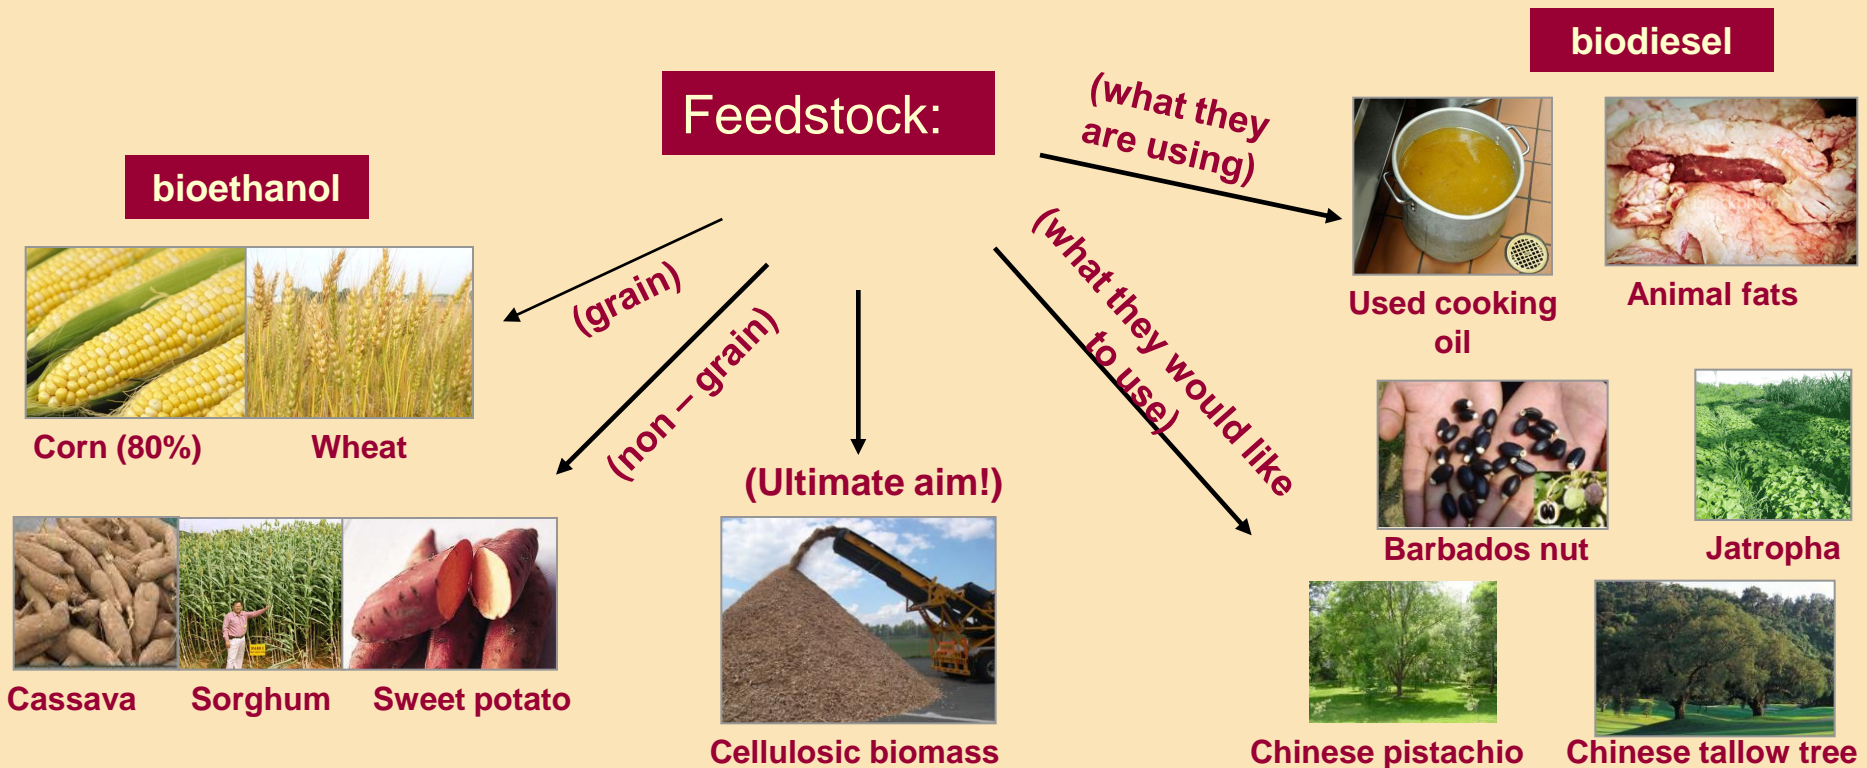 Feedstock:
bioethanol
(grain)
Corn (80%)
Wheat
(non – grain)
Cassava
Sorghum
Sweet potato
(Ultimate aim!)
Cellulosic biomass
biodiesel
(what they
are using)
Used cooking
oil
Animal fats
(what they would like
to use)
Barbados nut
Jatropha
Chinese pistachio
Chinese tallow tree